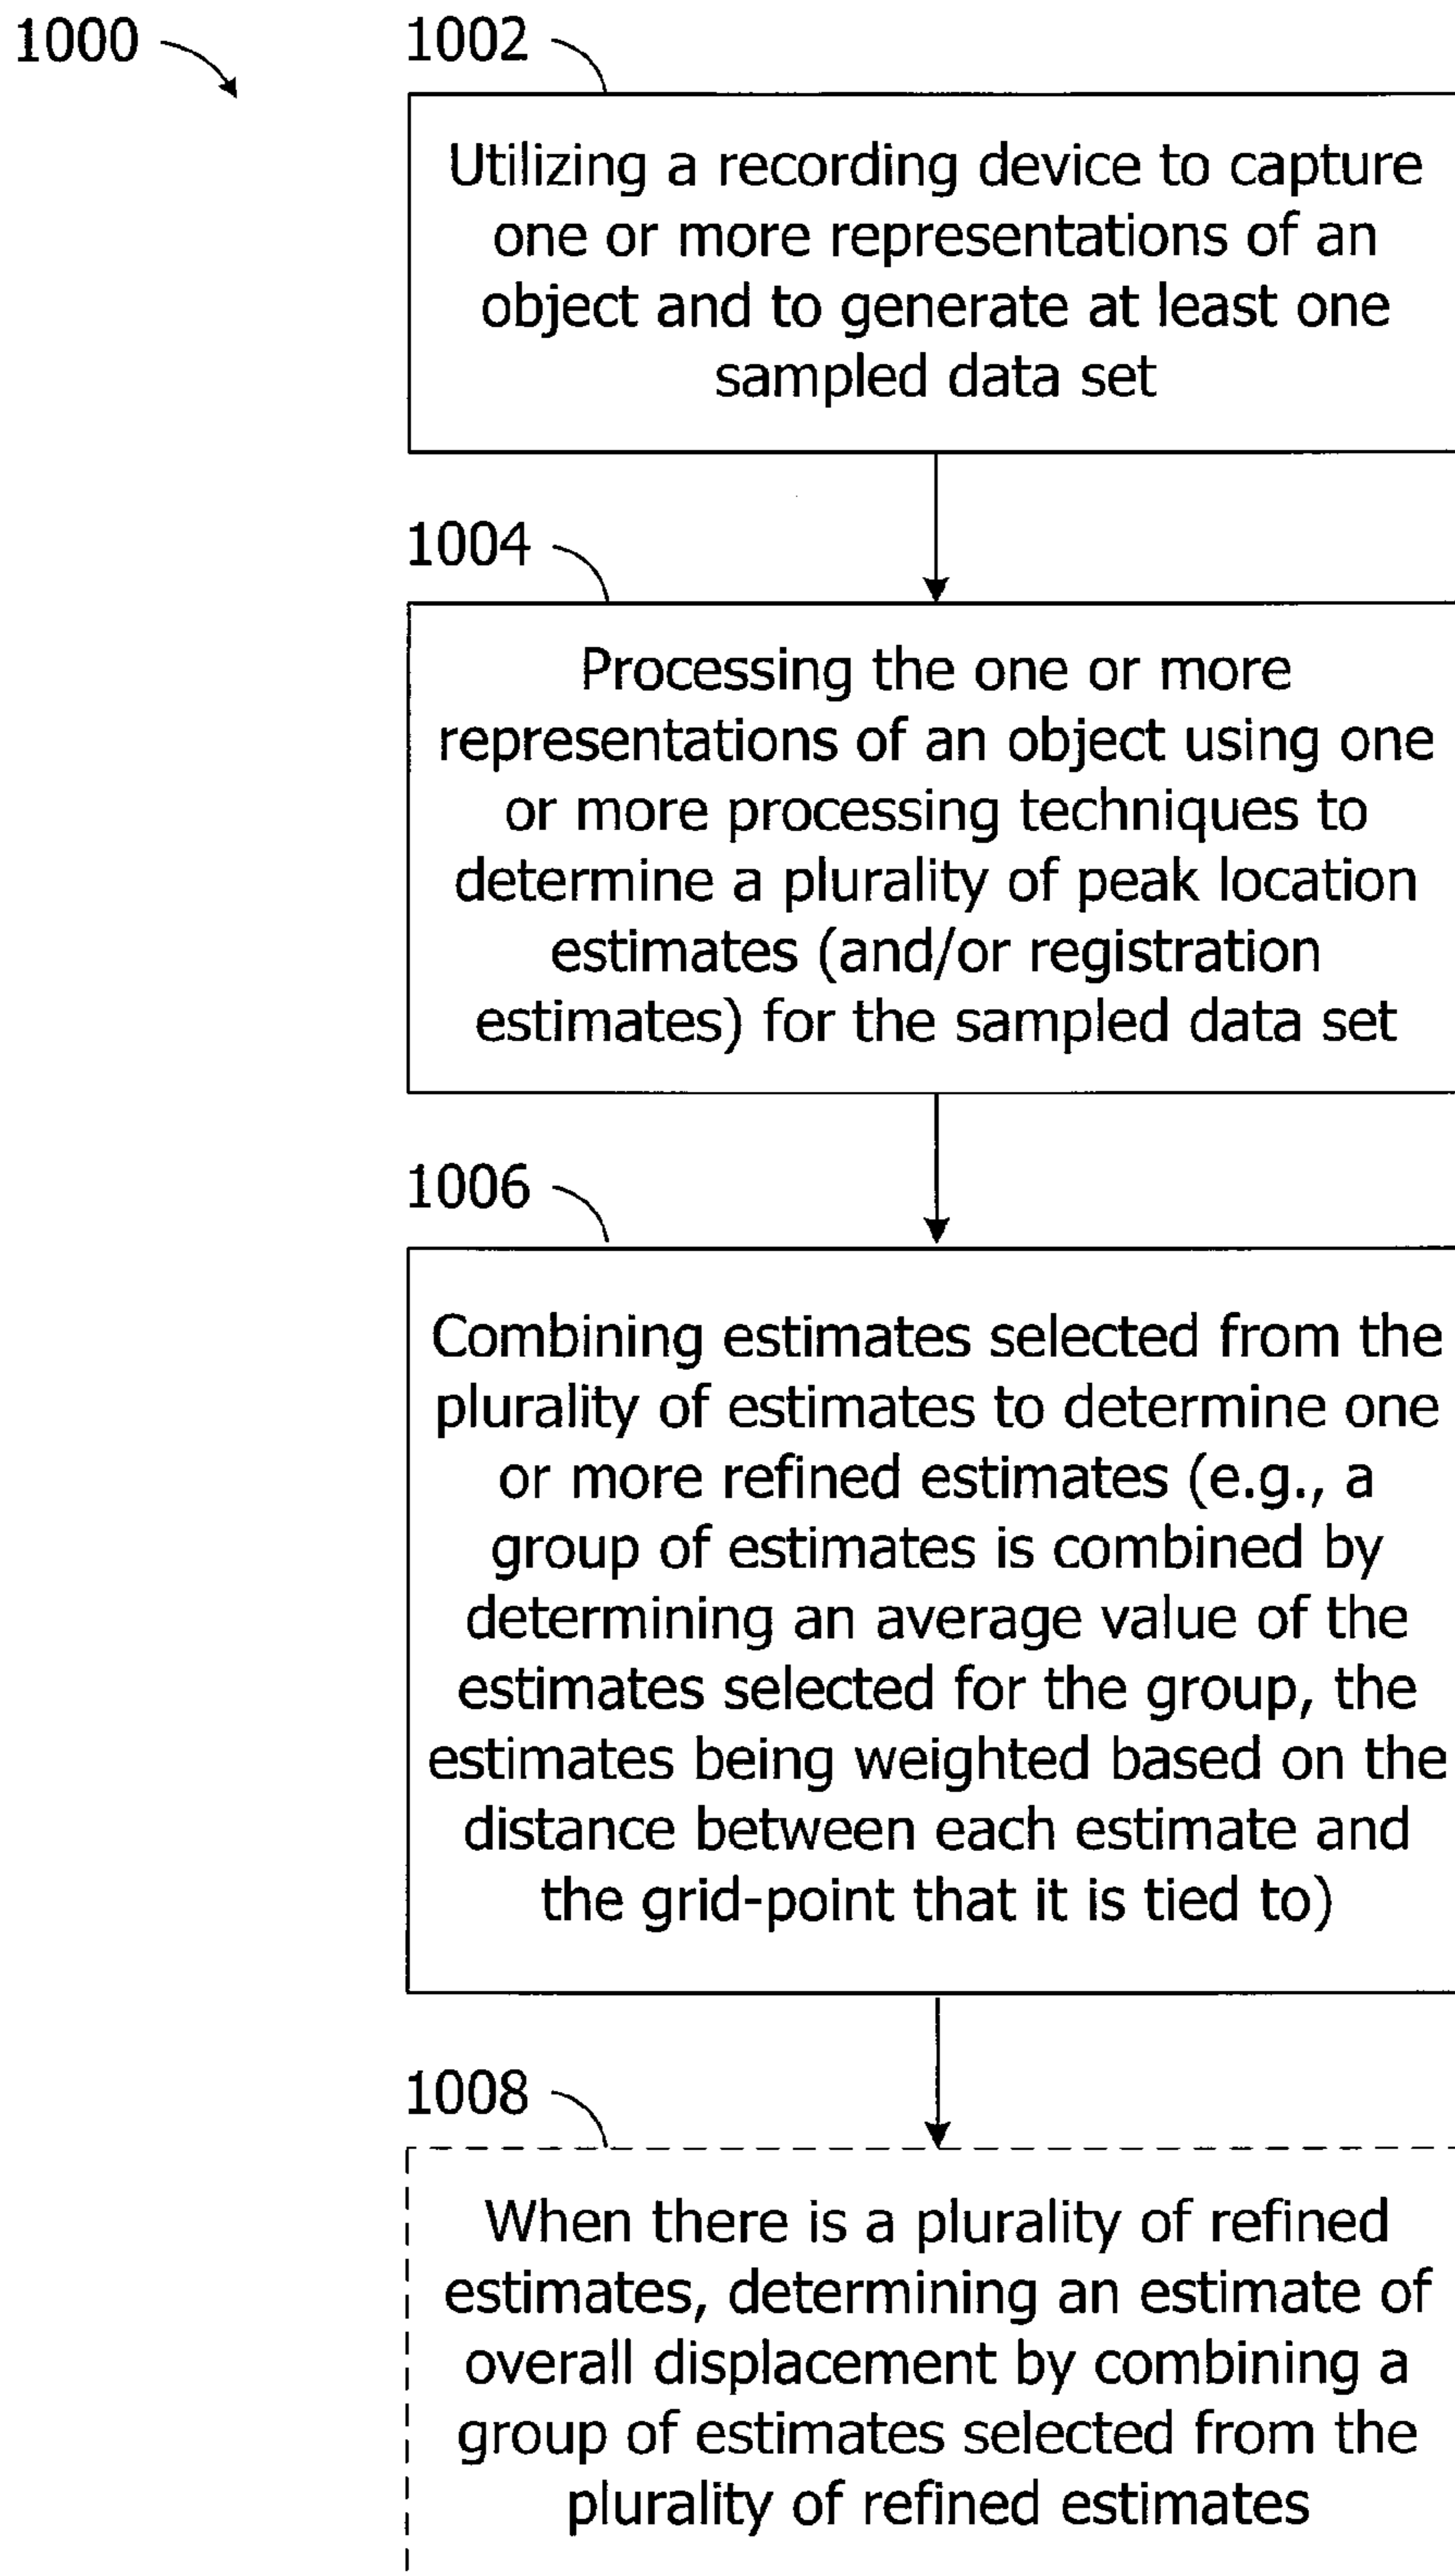 1000
1002
Utilizing a recording device to capture
one or more representations of an
object and to generate at least one
sampled data set
1004
Processing the one or more
representations of an object using one
or more processing techniques to
determine a plurality of peak location
estimates (and/or registration
estimates) for the sampled data set
1006
Combining estimates selected from the
plurality of estimates to determine one
or more refined estimates (e.g., a
group of estimates is combined by
determining an average value of the
estimates selected for the group, the
estimates being weighted based on the
distance between each estimate and
the grid-point that it is tied to)
1008
When there is a plurality of refined
estimates, determining an estimate of
overall displacement by combining a
group of estimates selected from the
plurality of refined estimates